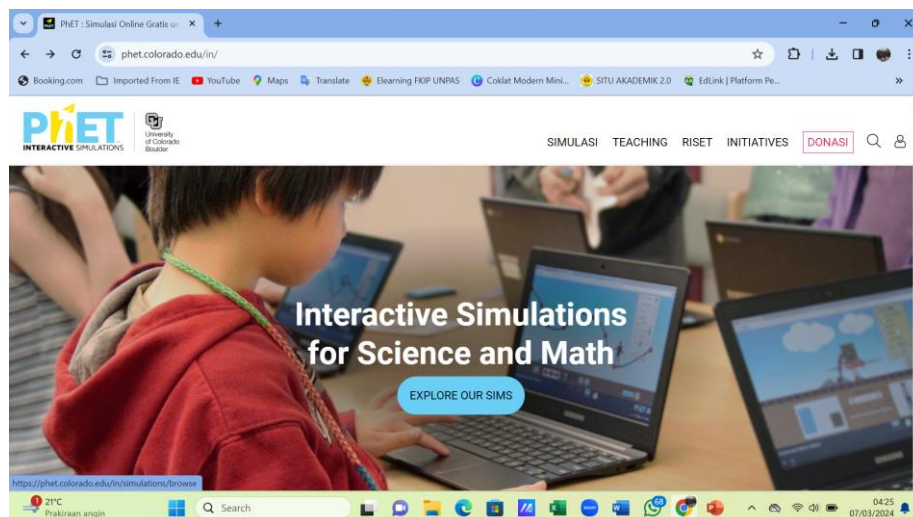 PhET : Simulasi Online Gratis un
phet.colorado.edu/in/
Booking.com Imported From IE YouTube Maps Translate Elearning FKIP UNPAS Coklat Modern Mini... SITU AKADEMIK 2.0 EdLink | Platform Pe...
PhET
INTERACTIVE SIMULATIONS
University
of Colorado
Boulder
SIMULASI TEACHING RISET INITIATIVES DONASI
Interactive Simulations
for Science and Math
EXPLORE OUR SIMS
https://phet.colorado.edu/in/simulations/browse
1 21°C
Prakiraan angin
Search
68
04:25
07/03/2024